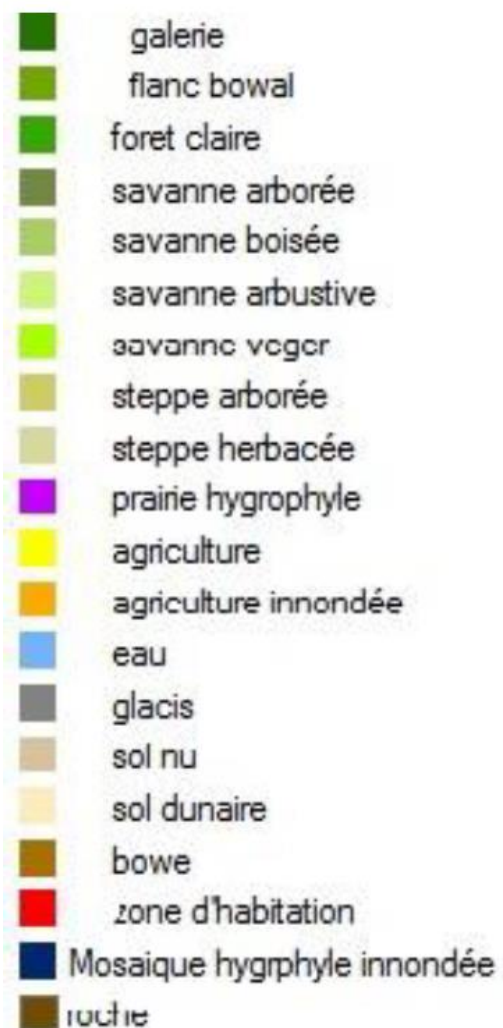 galerie
flanc bowal
foret claire
savanne arborée
savanne boisée
savanne arbustive
savanne verger
steppe arborée
steppe herbacée
prairie hygrophyle
agriculture
agriculture innondée
eau
glacis
sol nu
sol dunaire
bowe
zone d'habitation
Mosaique hygrphyle innondée
roche